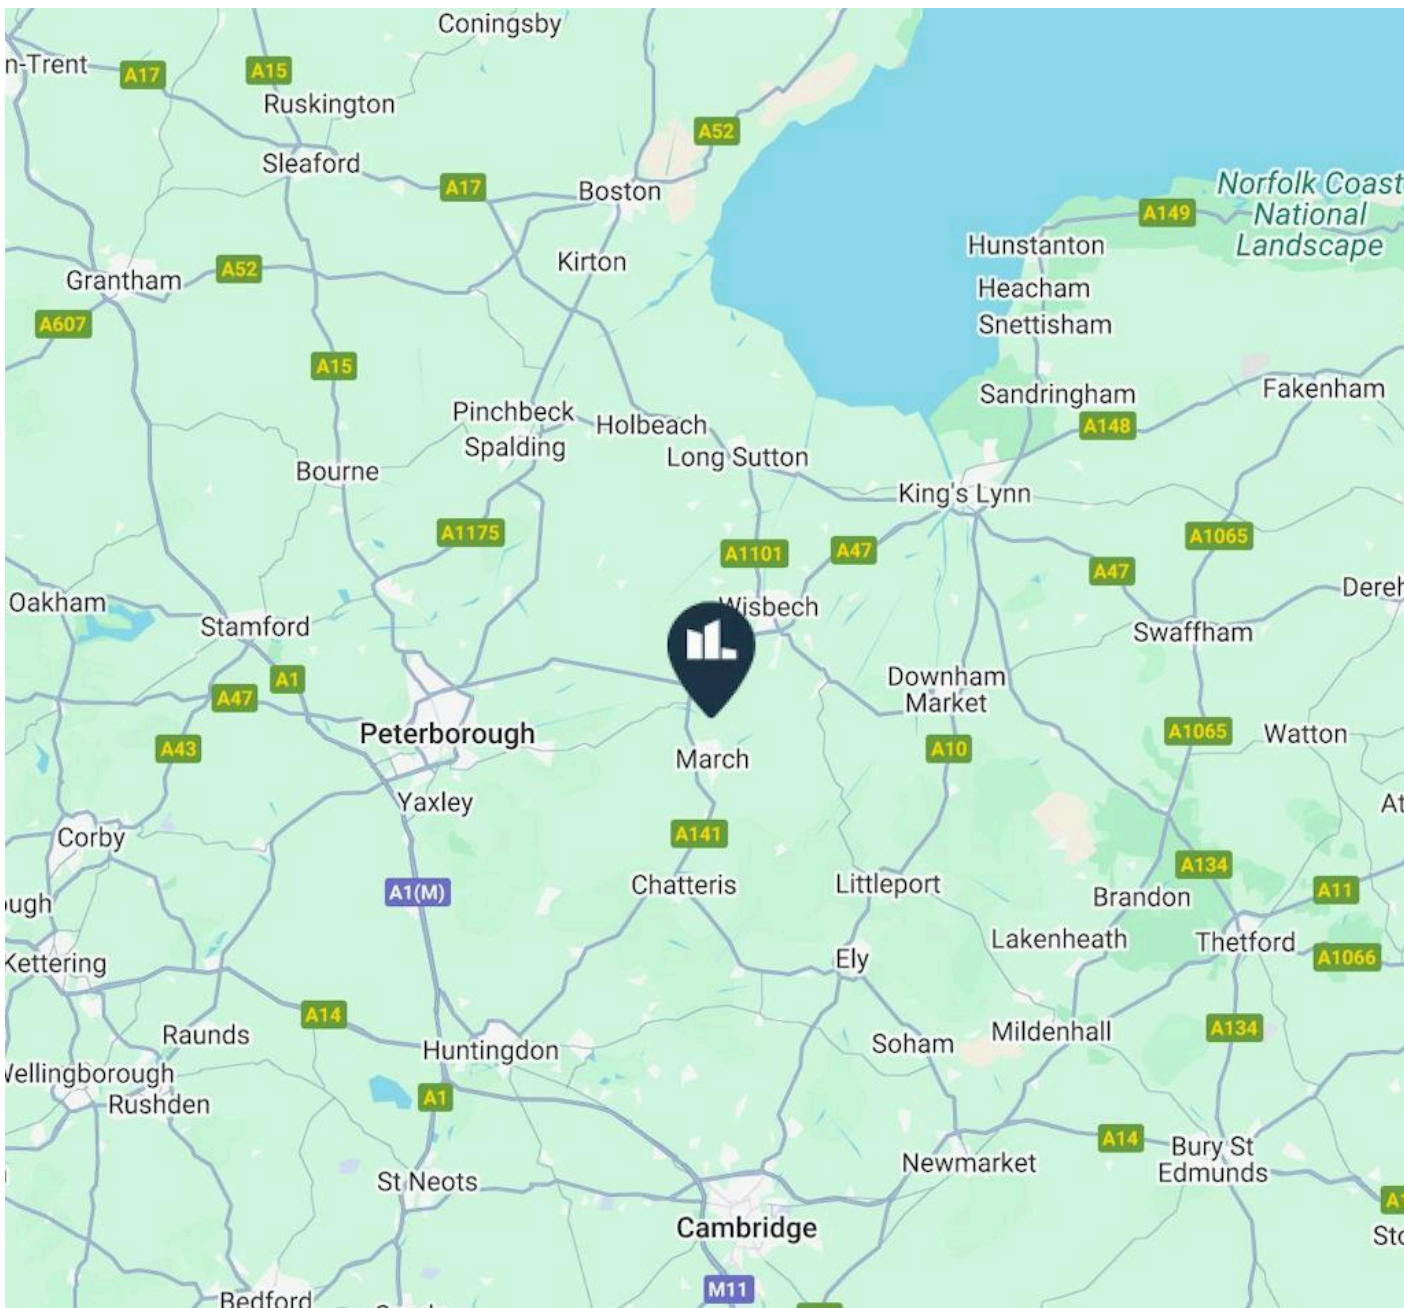 Coningsby
n-Trent
A17
A15
Ruskington
A52
Sleaford
A17
Boston
Norfolk Coast
National
Landscape
A149
Hunstanton
Kirton
A52
Grantham
Heacham
A607
Snettisham
A15
Sandringham
Fakenham
Pinchbeck
Holbeach
A148
Spalding
Long Sutton
Bourne
King's Lynn
A1175
A1101
A47
A1065
A47
Oakham
Wisbech
Dereh
Stamford
Swaffham
A1
Downham
Market
A47
Peterborough
A43
A1065
Watton
A10
March
Yaxley
At
Corby
A141
A134
Chatteris
Littleport
A1(M)
Brandon
A11
ough
Lakenheath
Thetford
Kettering
Ely
A1066
A14
Raunds
Huntingdon
Soham
Mildenhall
A134
Wellingborough
Rushden
A1
A14
Bury St
Edmunds
Newmarket
St Neots
A1
Cambridge
Sto
M11
Bedford